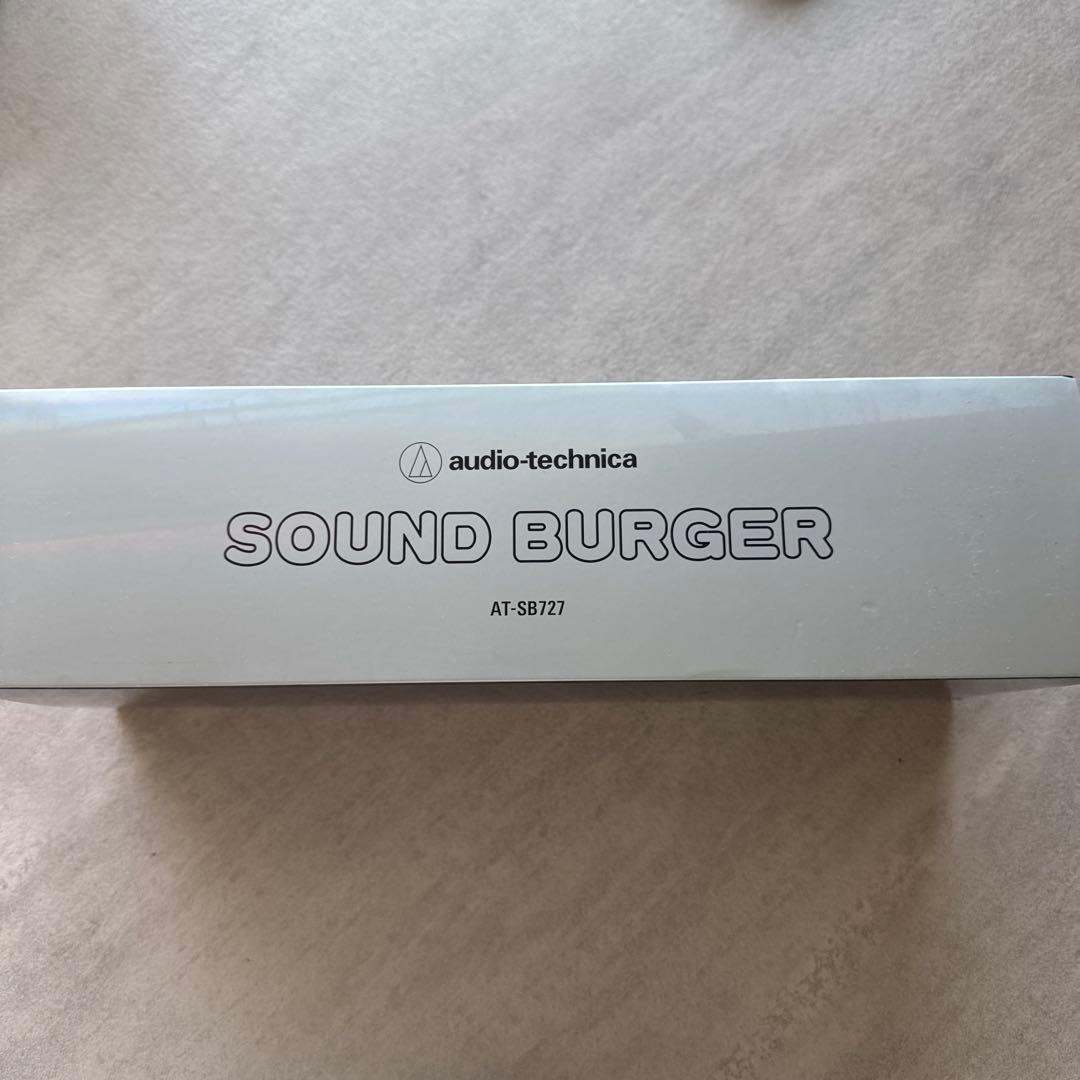 audio-technica
SOUND BURGER
AT-SB727